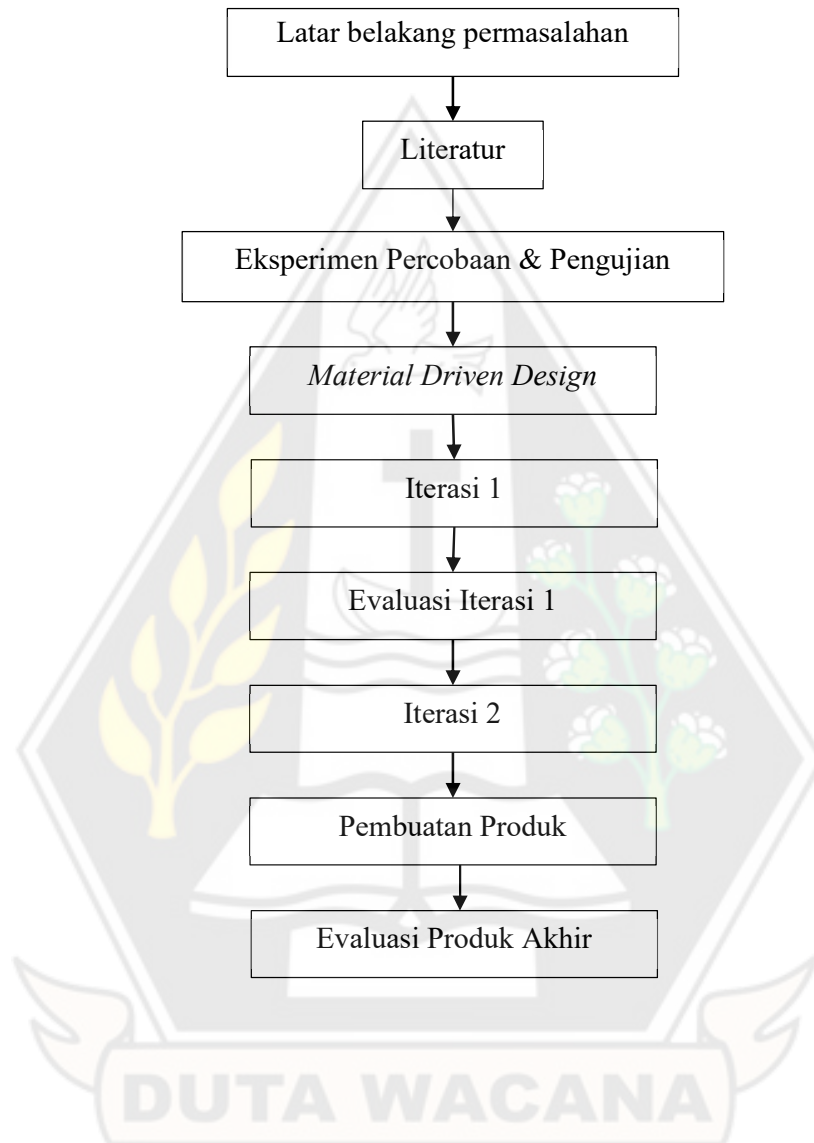 Latar belakang permasalahan
Literatur
Eksperimen Percobaan & Pengujian
Material Driven Design
Iterasi 1
Evaluasi Iterasi 1
Iterasi 2
Pembuatan Produk
Evaluasi Produk Akhir
DUTA WACANA